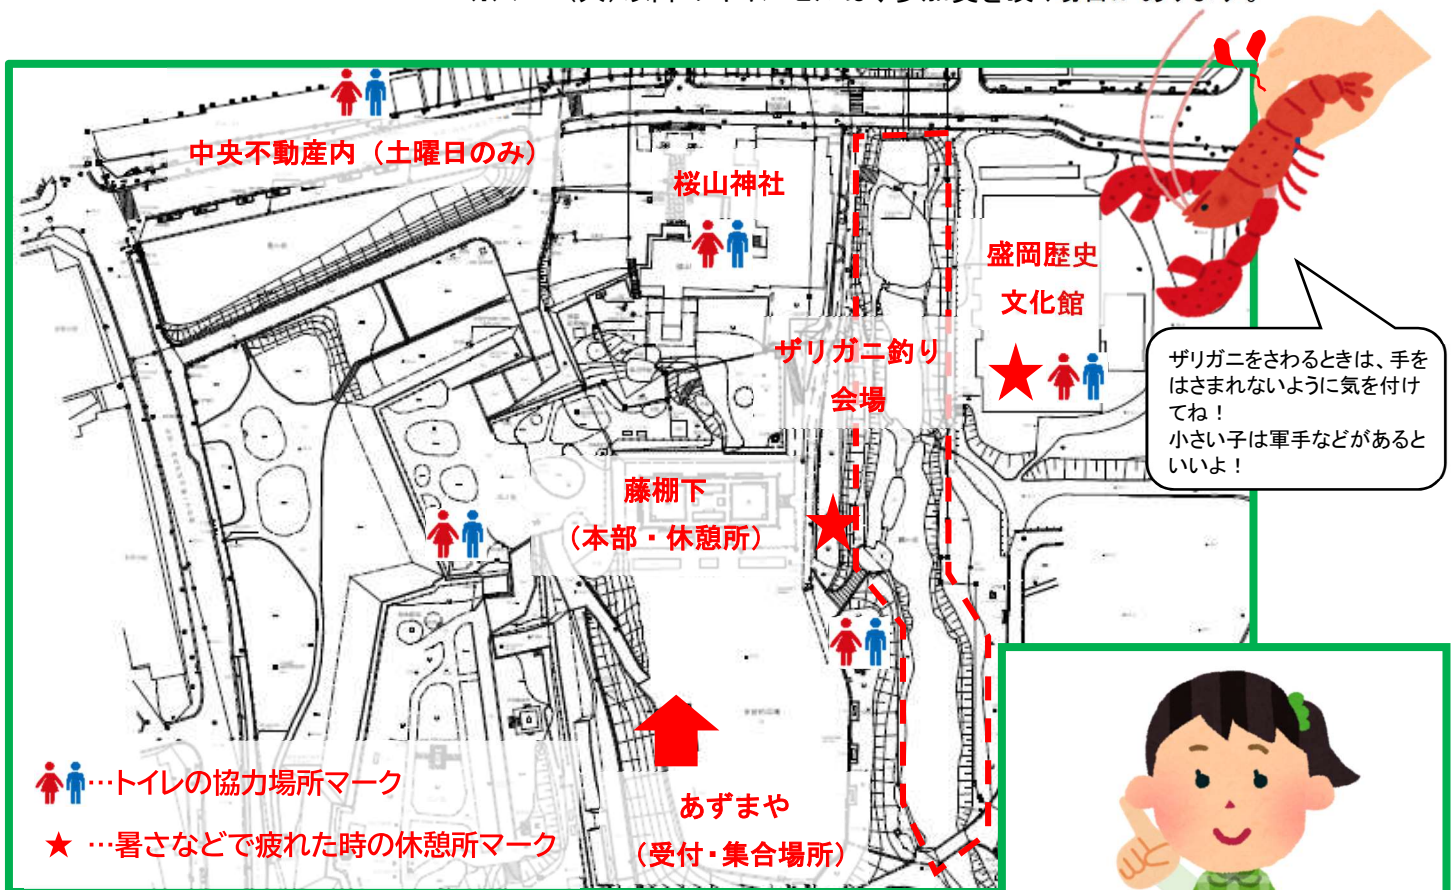 中央不動産内（土曜日のみ）
桜山神社
盛岡歴史
文化館
ザリガニ釣り
会場
ザリガニをさわるときは、手を
はさまれないように気を付け
てね！
小さい子は軍手などがあると
いいよ！
藤棚下
（本部・休憩所）
…トイレの協力場所マーク
★ …暑さなどで疲れた時の休憩所マーク
あずまや
（受付・集合場所）